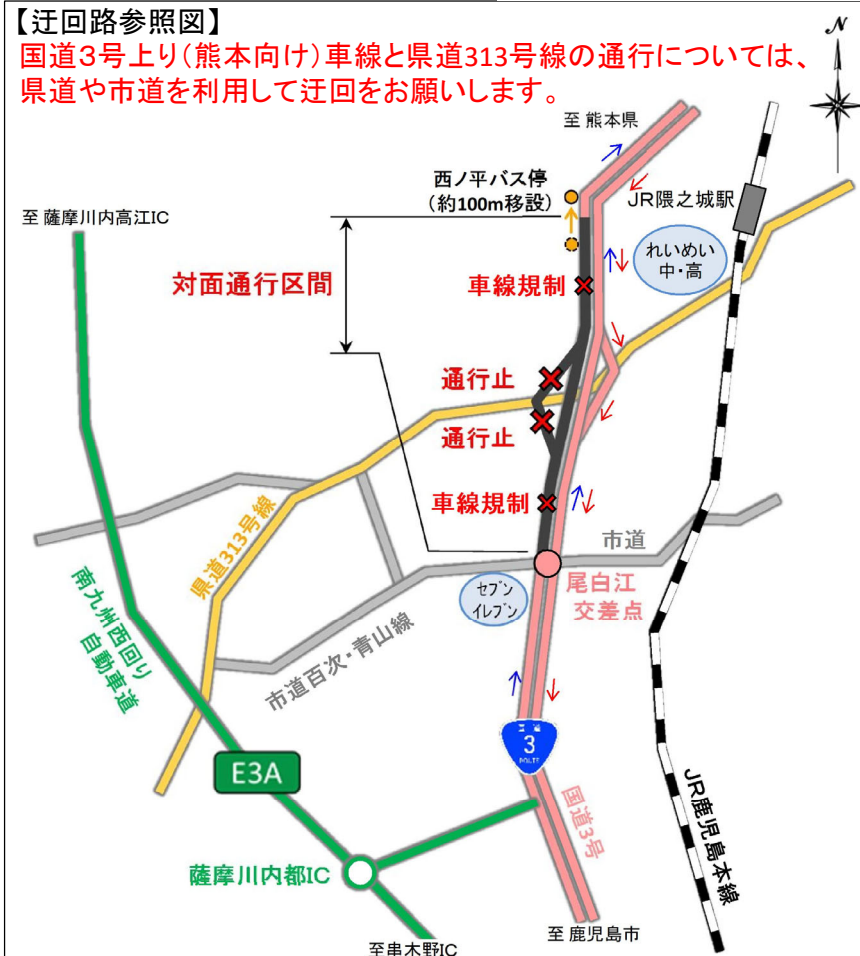 【迂回路参照図】
国道3号上り(熊本向け)車線と県道313号線の通行については、
県道や市道を利用して迂回をお願いします。
N
至 熊本県
西ノ平バス停
(約100m移設)
JR隈之城駅
至 薩摩川内高江IC
れいめい
中・高
対面通行区間
車線規制
通行止
通行止
車線規制
県道313号線
市道
セブン
イレブン
尾白江
交差点
南九州西回り
自動車道
市道百次・青山線
国道
3
ROUTE
E3A
国道3号
JR鹿児島本線
薩摩川内都IC
至 鹿児島市
至串木野IC